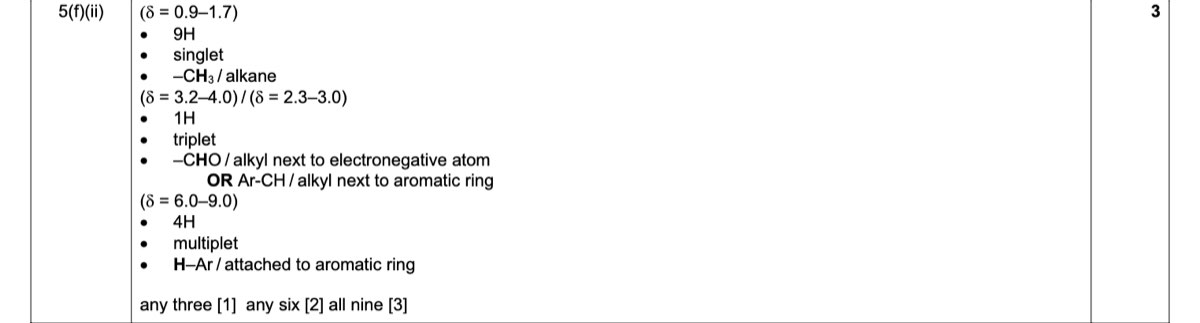 5(f)(ii) (δ = 0.9–1.7) 3
• 9H
• singlet
• –CH₃ / alkane
(δ = 3.2–4.0) / (δ = 2.3–3.0)
• 1H
• triplet
• –CHO / alkyl next to electronegative atom
OR Ar-CH / alkyl next to aromatic ring
(δ = 6.0–9.0)
• 4H
• multiplet
• H–Ar / attached to aromatic ring
any three [1] any six [2] all nine [3]